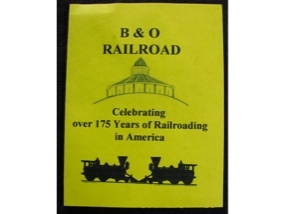 B & O
RAILROAD
Celebrating
over 175 Years of Railroading
in America